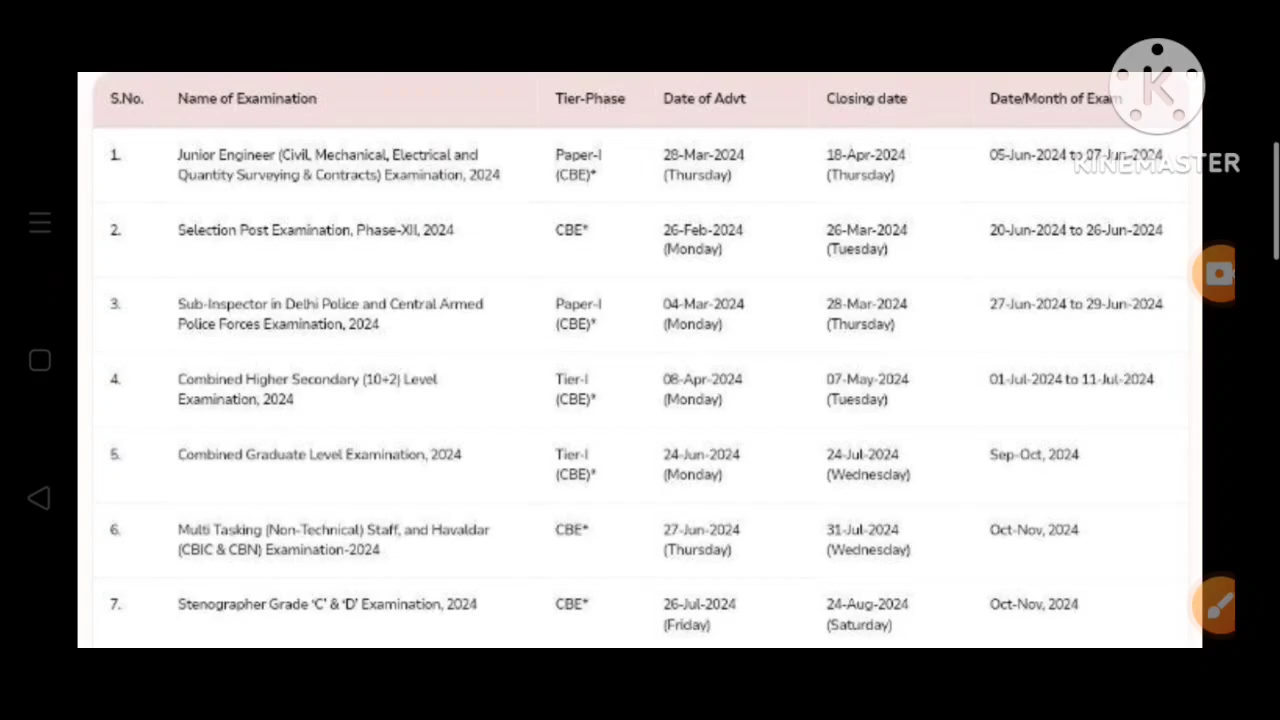 S.No. Name of Examination Tier-Phase Date of Advt Closing date Date/Month of Exam
1. Junior Engineer (Civil, Mechanical, Electrical and Paper-I 28-Mar-2024 18-Apr-2024 05-Jun-2024 to 07-Jun-2024
Quantity Surveying & Contracts) Examination, 2024 (CBE)* (Thursday) (Thursday)
KINEMASTER
2. Selection Post Examination, Phase-XII, 2024 CBE* 26-Feb-2024 26-Mar-2024 20-Jun-2024 to 26-Jun-2024
(Monday) (Tuesday)
3. Sub-Inspector in Delhi Police and Central Armed Paper-I 04-Mar-2024 28-Mar-2024 27-Jun-2024 to 29-Jun-2024
Police Forces Examination, 2024 (CBE)* (Monday) (Thursday)
4. Combined Higher Secondary (10+2) Level Tier-I 08-Apr-2024 07-May-2024 01-Jul-2024 to 11-Jul-2024
Examination, 2024 (CBE)* (Monday) (Tuesday)
5. Combined Graduate Level Examination, 2024 Tier-I 24-Jun-2024 24-Jul-2024 Sep-Oct, 2024
(CBE)* (Monday) (Wednesday)
6. Multi Tasking (Non-Technical) Staff, and Havaldar CBE* 27-Jun-2024 31-Jul-2024 Oct-Nov, 2024
(CBIC & CBN) Examination-2024 (Thursday) (Wednesday)
7. Stenographer Grade ‘C’ & ‘D’ Examination, 2024 CBE* 26-Jul-2024 24-Aug-2024 Oct-Nov, 2024
(Friday) (Saturday)